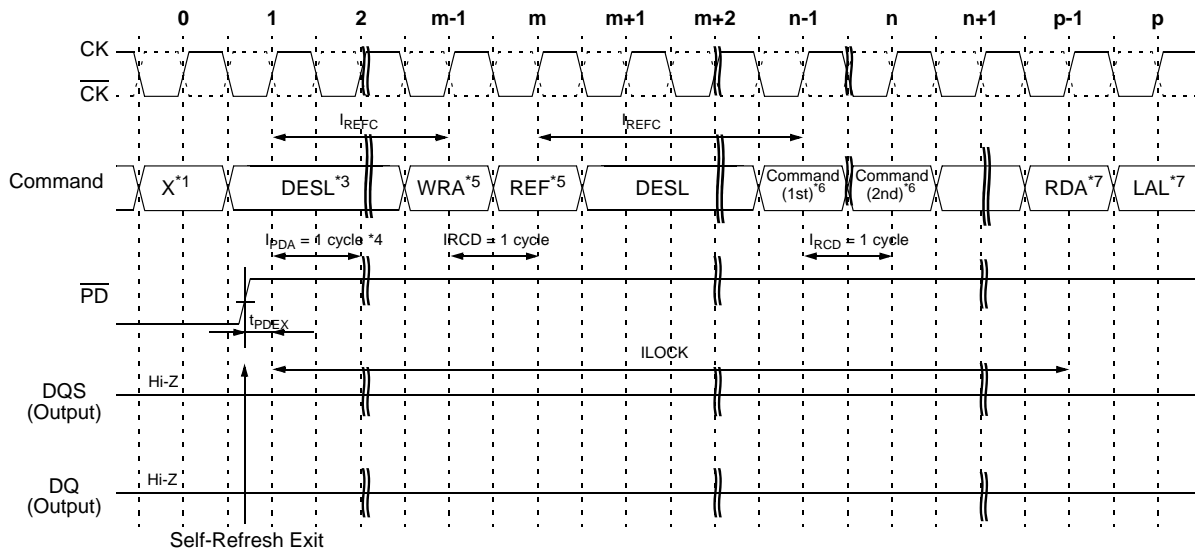 0 1 2 m-1 m m+1 m+2 n-1 n n+1 p-1 p
CK
CK
IREFC IREFC
Command X*1 DESL*3 WRA*5 REF*5 DESL Command (1st)*6 Command (2nd)*6 RDA*7 LAL*7
IPDA = 1 cycle *4 IRCD = 1 cycle IRCD = 1 cycle
PD
tPDEX
ILOCK
Hi-Z
DQS
(Output)
Hi-Z
DQ
(Output)
Self-Refresh Exit